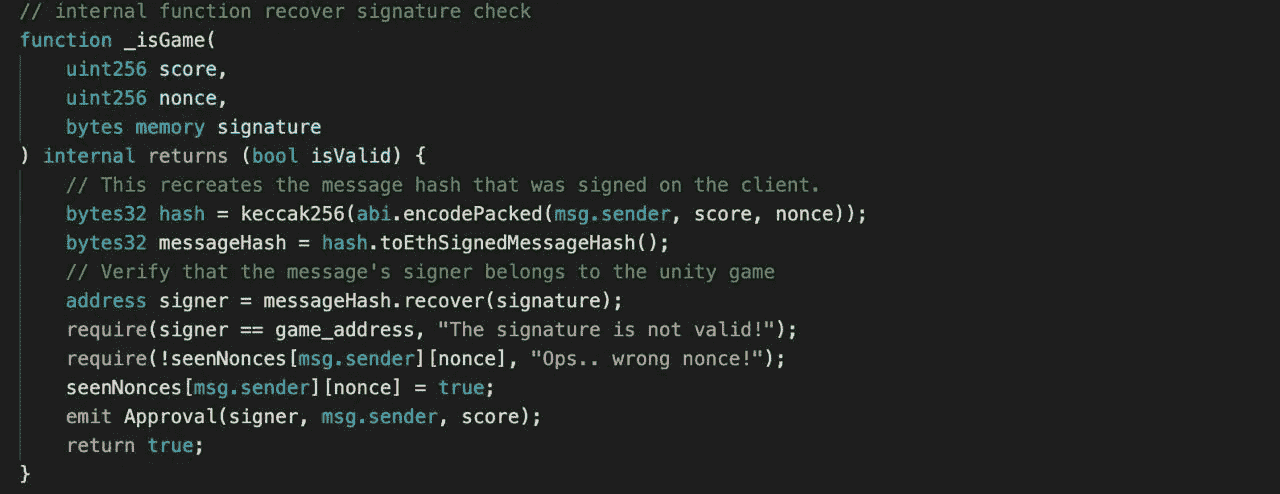 // internal function recover signature check
function _isGame(
    uint256 score,
    uint256 nonce,
    bytes memory signature
) internal returns (bool isValid) {
    // This recreates the message hash that was signed on the client.
    bytes32 hash = keccak256(abi.encodePacked(msg.sender, score, nonce));
    bytes32 messageHash = hash.toEthSignedMessageHash();
    // Verify that the message's signer belongs to the unity game
    address signer = messageHash.recover(signature);
    require(signer == game_address, "The signature is not valid!");
    require(!seenNonces[msg.sender][nonce], "Ops.. wrong nonce!");
    seenNonces[msg.sender][nonce] = true;
    emit Approval(signer, msg.sender, score);
    return true;
}